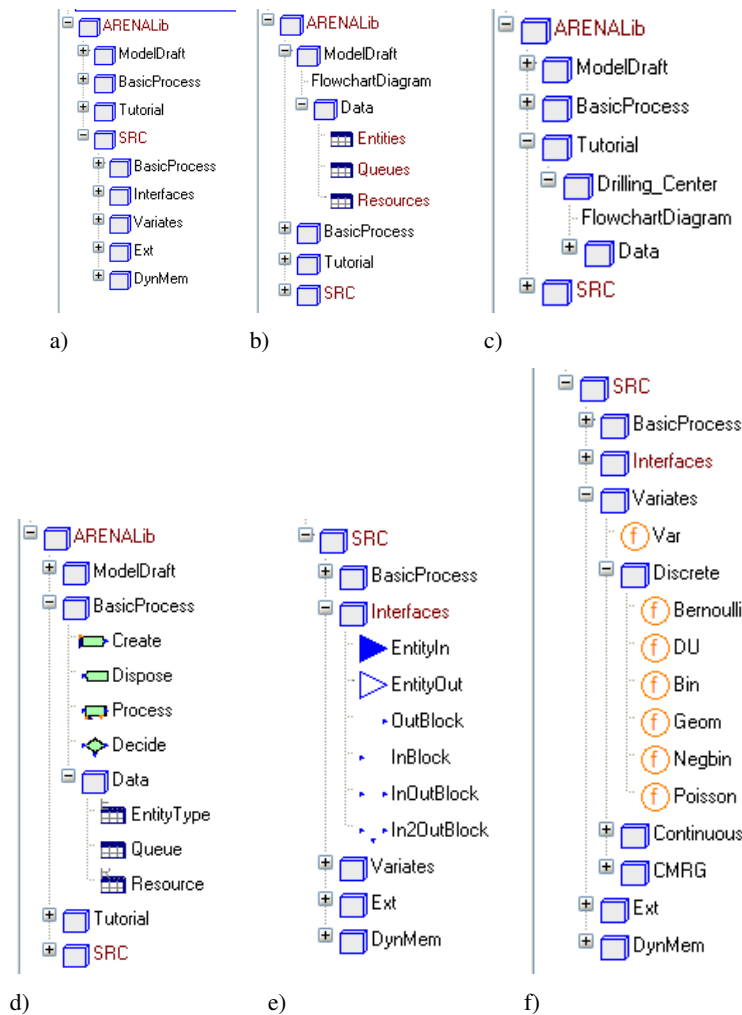 ARENALib
ModelDraft
BasicProcess
Tutorial
SRC
BasicProcess
Interfaces
Variates
Ext
DynMem
a)
ARENALib
ModelDraft
FlowchartDiagram
Data
Entities
Queues
Resources
BasicProcess
Tutorial
SRC
b)
ARENALib
ModelDraft
BasicProcess
Tutorial
Drilling_Center
FlowchartDiagram
Data
SRC
c)
ARENALib
ModelDraft
BasicProcess
Create
Dispose
Process
Decide
Data
EntityType
Queue
Resource
Tutorial
SRC
d)
SRC
BasicProcess
Interfaces
EntityIn
EntityOut
OutBlock
InBlock
InOutBlock
In2OutBlock
Variates
Ext
DynMem
e)
SRC
BasicProcess
Interfaces
Variates
f Var
Discrete
f Bernoulli
f DU
f Bin
f Geom
f Negbin
f Poisson
Continuous
CMRG
Ext
DynMem
f)